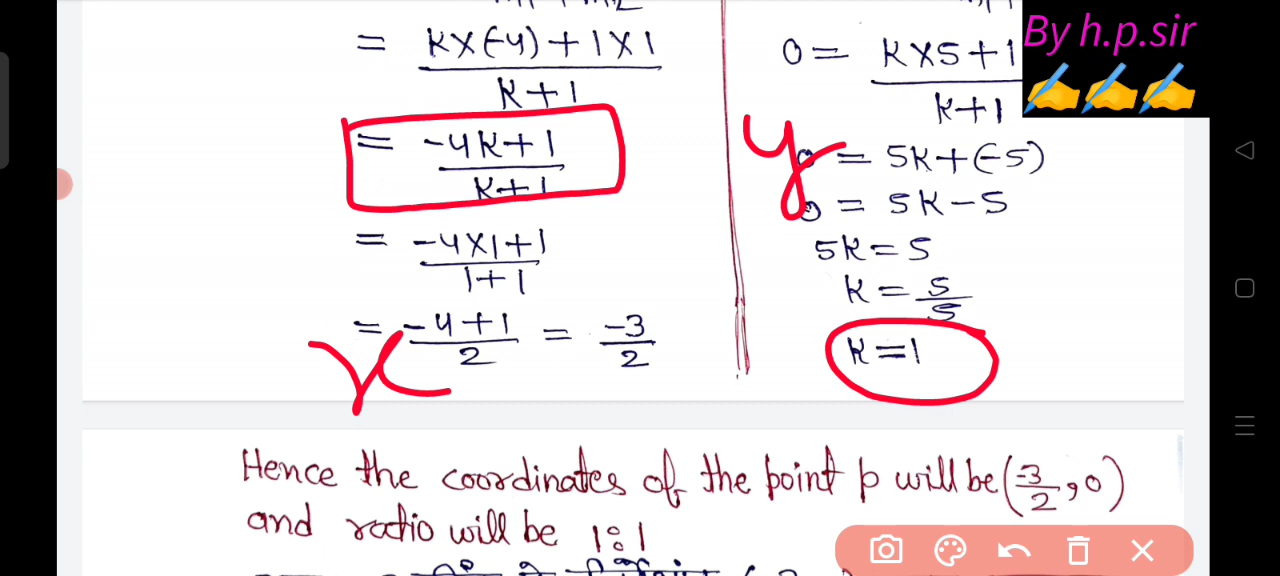 = K×(-4)+1×1
K+1
= -4K+1
K+1
= -4×1+1
1+1
= -4+1 = -3
2 2
x
By h.p.sir
0= K×5+1
K+1
y
0 = 5K+(-5)
0 = 5K-5
5K=5
K=5
5
K=1
Hence the coordinates of the point p will be(-3/2,0)
and ratio will be 1:1